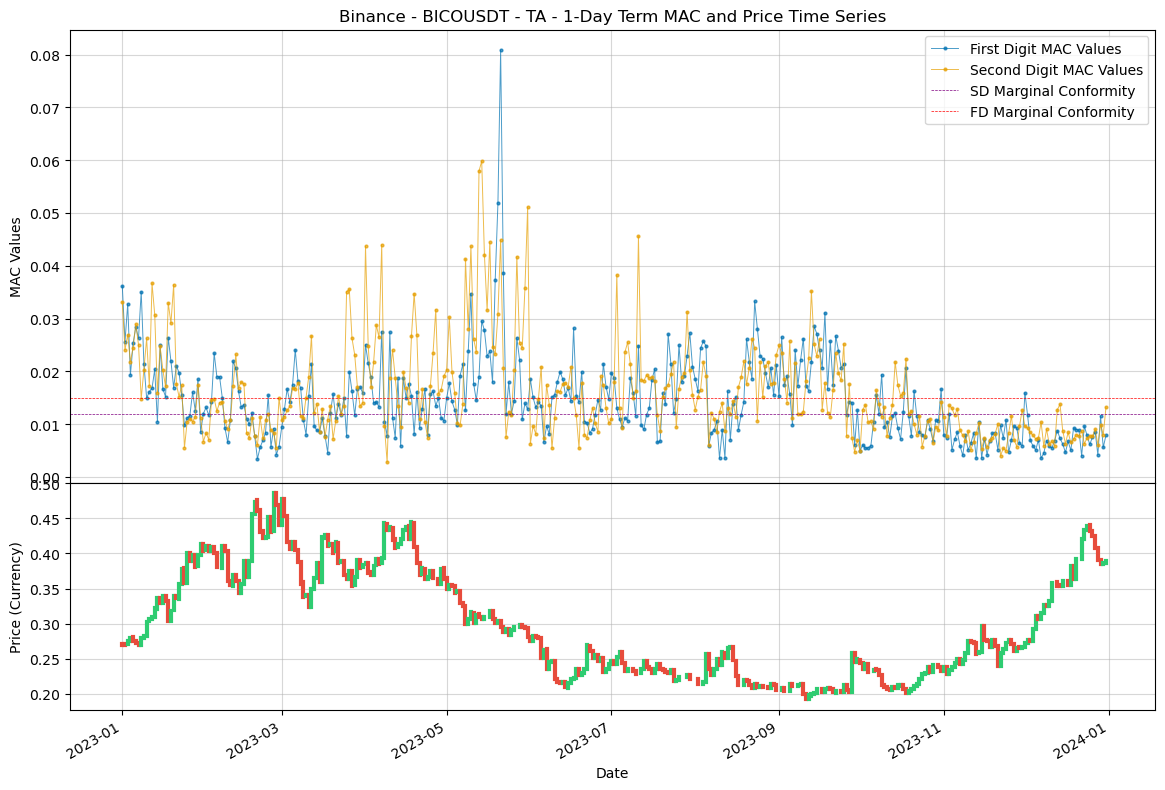 Binance - BICOUSDT - TA - 1-Day Term MAC and Price Time Series
First Digit MAC Values
Second Digit MAC Values
SD Marginal Conformity
FD Marginal Conformity
MAC Values
0.08
0.07
0.06
0.05
0.04
0.03
0.02
0.01
0.00
Price (Currency)
0.50
0.45
0.40
0.35
0.30
0.25
0.20
2023-01
2023-03
2023-05
2023-07
2023-09
2023-11
2024-01
Date